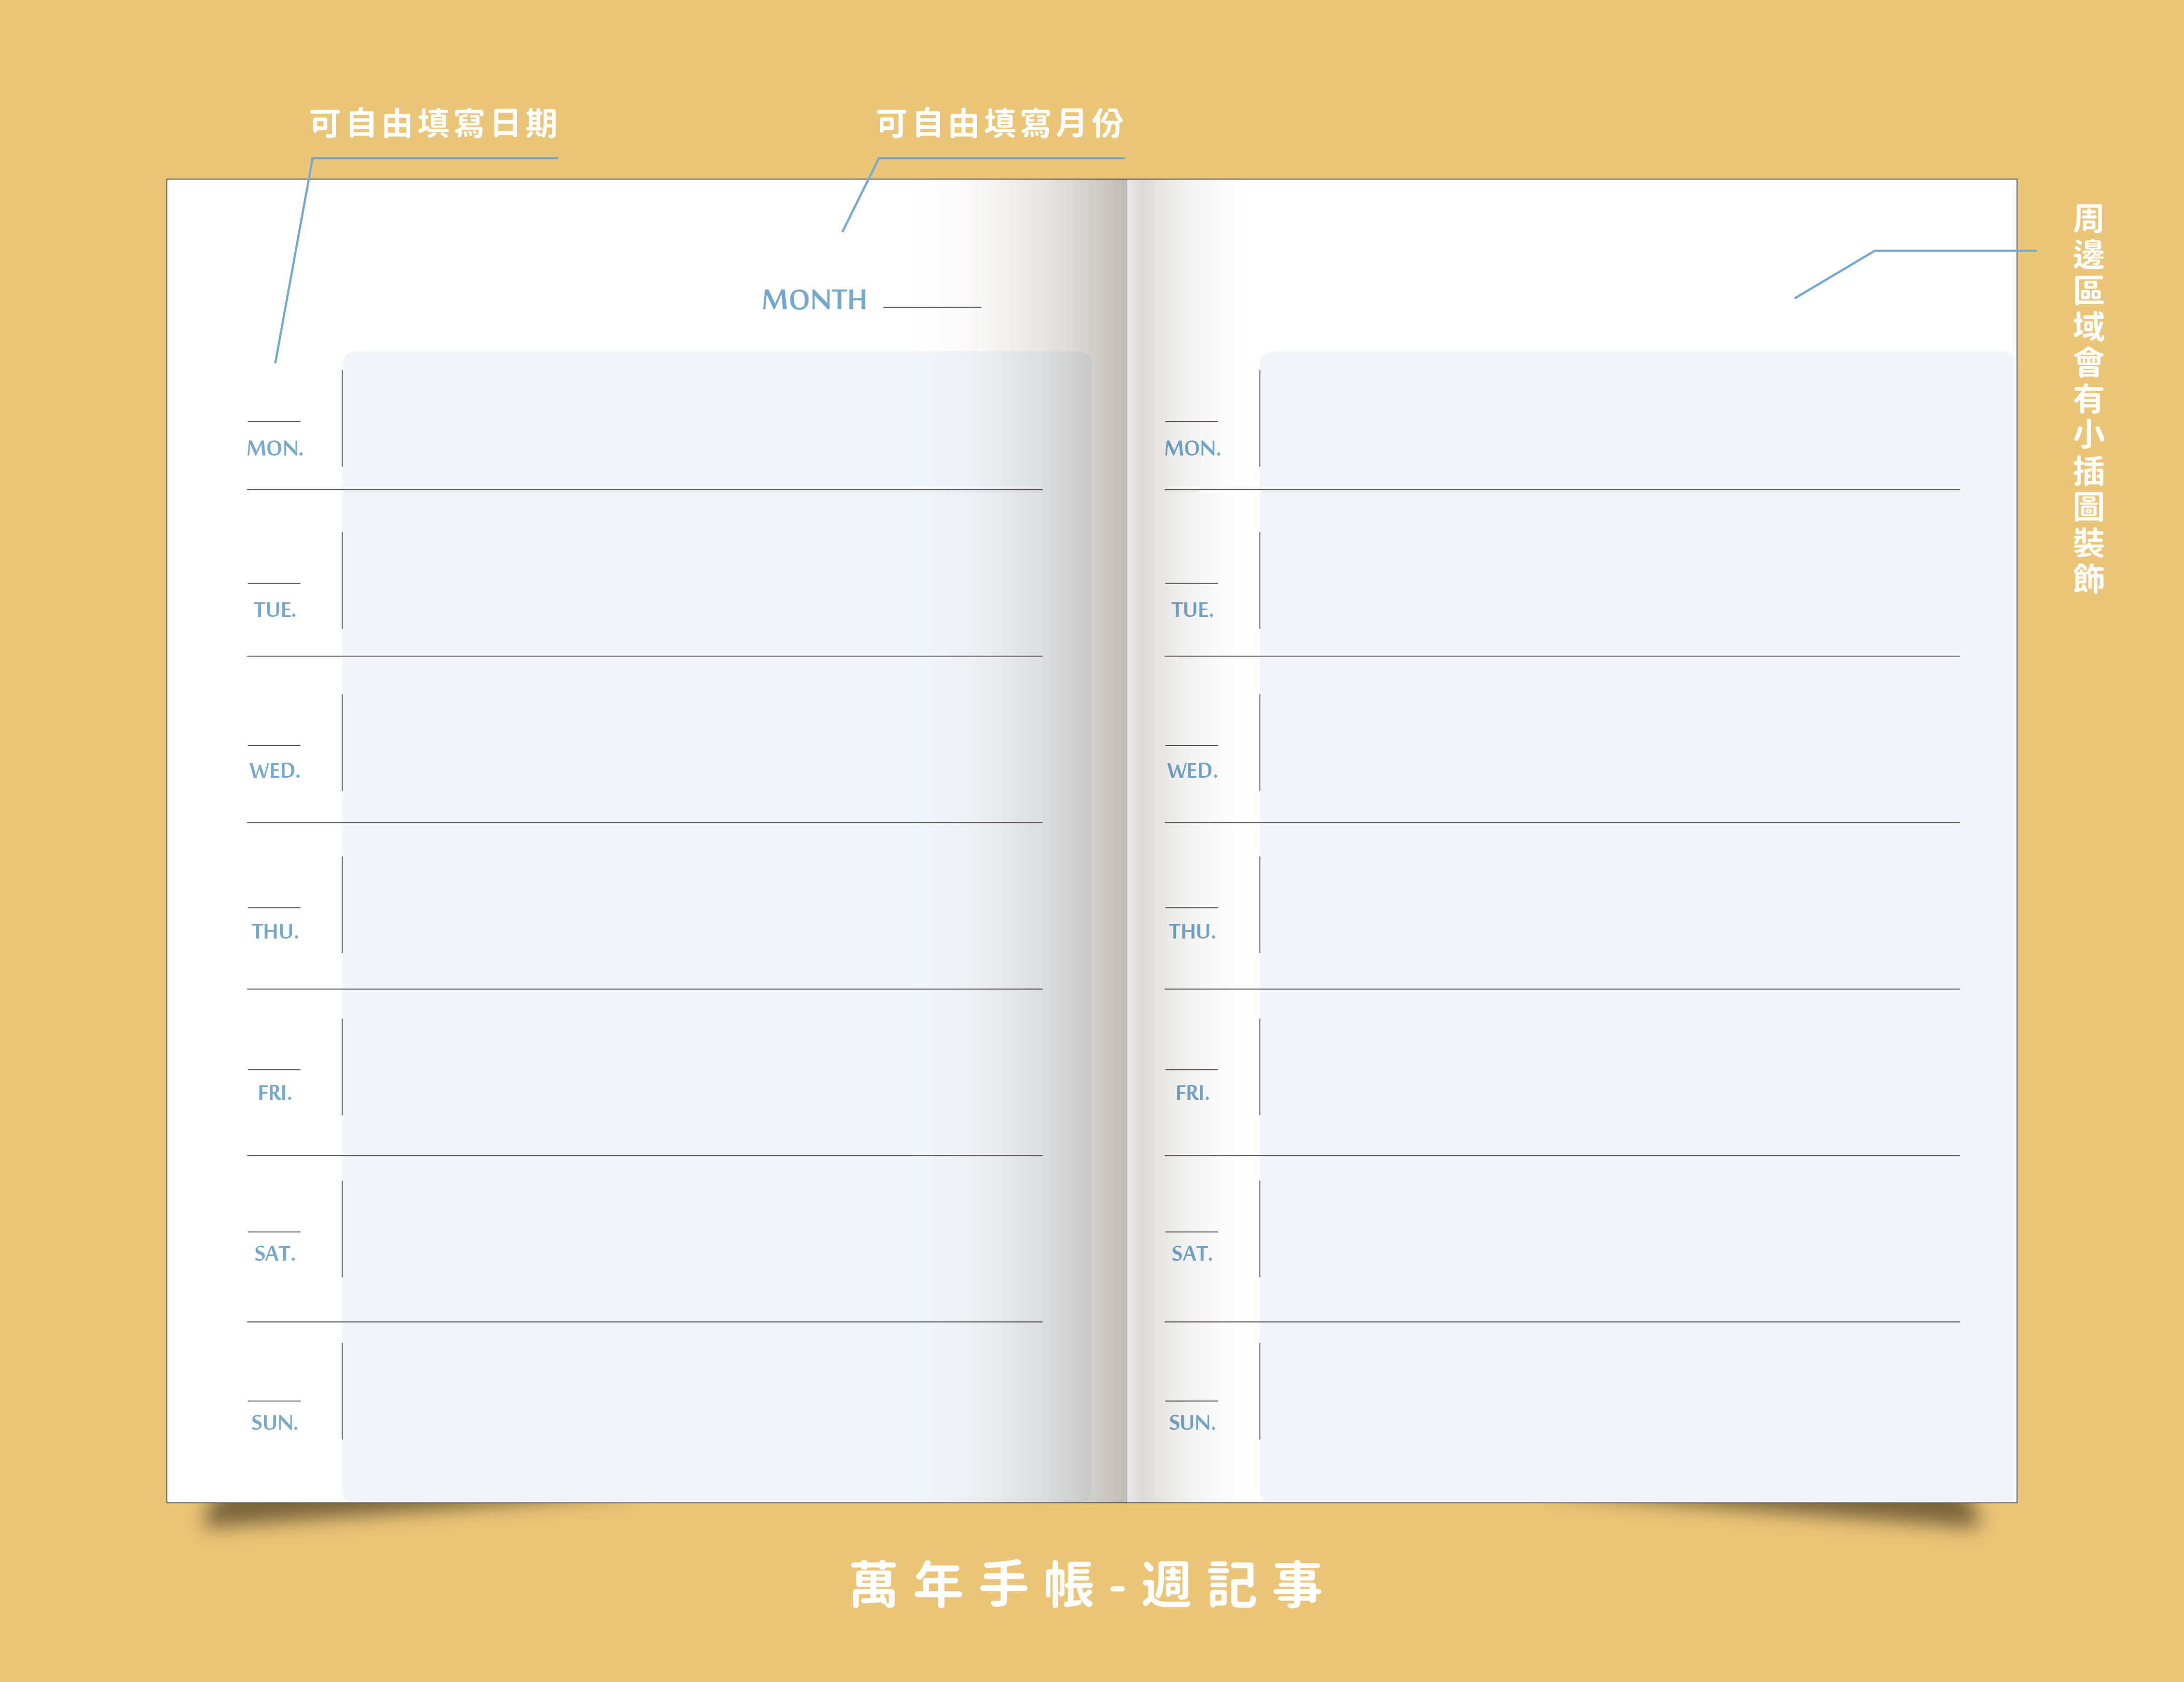 可自由填寫日期
可自由填寫月份
周邊區域會有小插圖裝飾
MONTH
MON.
TUE.
WED.
THU.
FRI.
SAT.
SUN.
MON.
TUE.
WED.
THU.
FRI.
SAT.
SUN.
萬年手帳-週記事